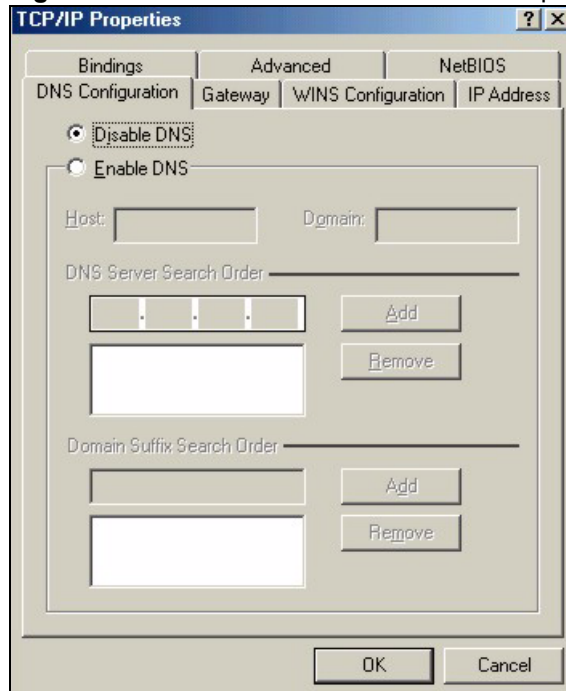 TCP/IP Properties
Bindings Advanced NetBIOS
DNS Configuration Gateway WINS Configuration IP Address
Disable DNS
Enable DNS
Host: Domain:
DNS Server Search Order
Add
Remove
Domain Suffix Search Order
Add
Remove
OK Cancel